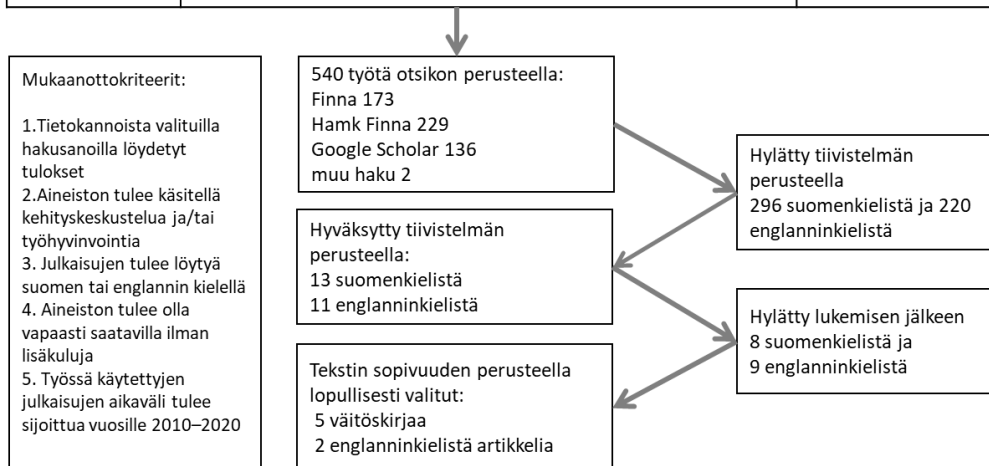 Mukaanottokriteerit:
1.Tietokannoista valituilla
hakusanoilla löydetyt
tulokset
2.Aineiston tulee käsitellä
kehityskeskustelua ja/tai
työhyvinvointia
3. Julkaisujen tulee löytyä
suomen tai englannin kielellä
4. Aineiston tulee olla
vapaasti saatavilla ilman
lisäkuluja
5. Työssä käytettyjen
julkaisujen aikaväli tulee
sijoittua vuosille 2010–2020
540 työtä otsikon perusteella:
Finna 173
Hamk Finna 229
Google Scholar 136
muu haku 2
Hylätty tiivistelmän
perusteella
296 suomenkielistä ja 220
englanninkielistä
Hyväksytty tiivistelmän
perusteella:
13 suomenkielistä
11 englanninkielistä
Hylätty lukemisen jälkeen
8 suomenkielistä ja
9 englanninkielistä
Tekstin sopivuuden perusteella
lopullisesti valitut:
5 väitöskirjaa
2 englanninkielistä artikkelia